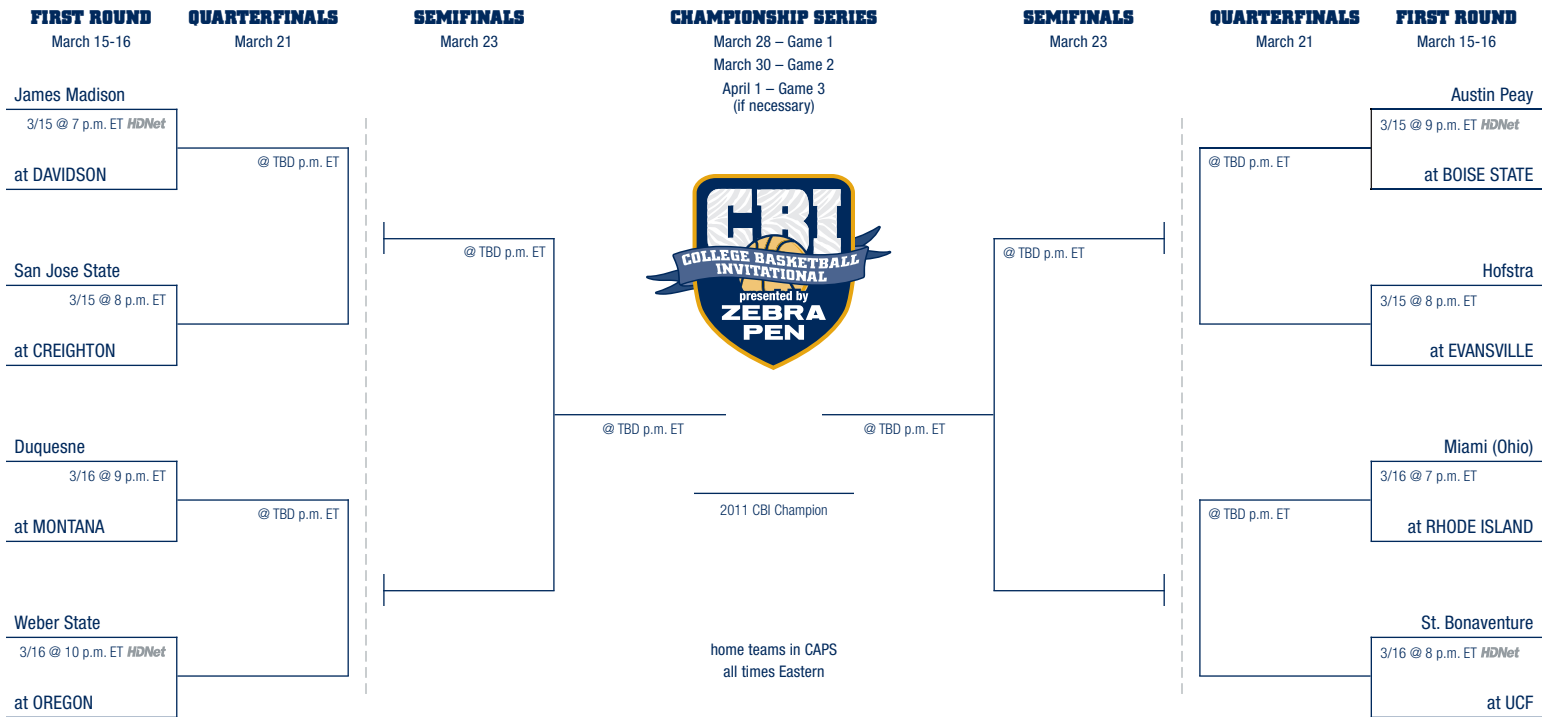 FIRST ROUND
March 15-16
QUARTERFINALS
March 21
SEMIFINALS
March 23
CHAMPIONSHIP SERIES
March 28 – Game 1
March 30 – Game 2
April 1 – Game 3
(if necessary)
SEMIFINALS
March 23
QUARTERFINALS
March 21
FIRST ROUND
March 15-16
James Madison
3/15 @ 7 p.m. ET HDNet
at DAVIDSON
@ TBD p.m. ET
San Jose State
3/15 @ 8 p.m. ET
at CREIGHTON
@ TBD p.m. ET
Duquesne
3/16 @ 9 p.m. ET
at MONTANA
@ TBD p.m. ET
Weber State
3/16 @ 10 p.m. ET HDNet
at OREGON
@ TBD p.m. ET
CBI
COLLEGE BASKETBALL
INVITATIONAL
presented by
ZEBRA
PEN
@ TBD p.m. ET
2011 CBI Champion
home teams in CAPS
all times Eastern
@ TBD p.m. ET
Austin Peay
3/15 @ 9 p.m. ET HDNet
at BOISE STATE
@ TBD p.m. ET
Hofstra
3/15 @ 8 p.m. ET
at EVANSVILLE
Miami (Ohio)
3/16 @ 7 p.m. ET
at RHODE ISLAND
@ TBD p.m. ET
St. Bonaventure
3/16 @ 8 p.m. ET HDNet
at UCF